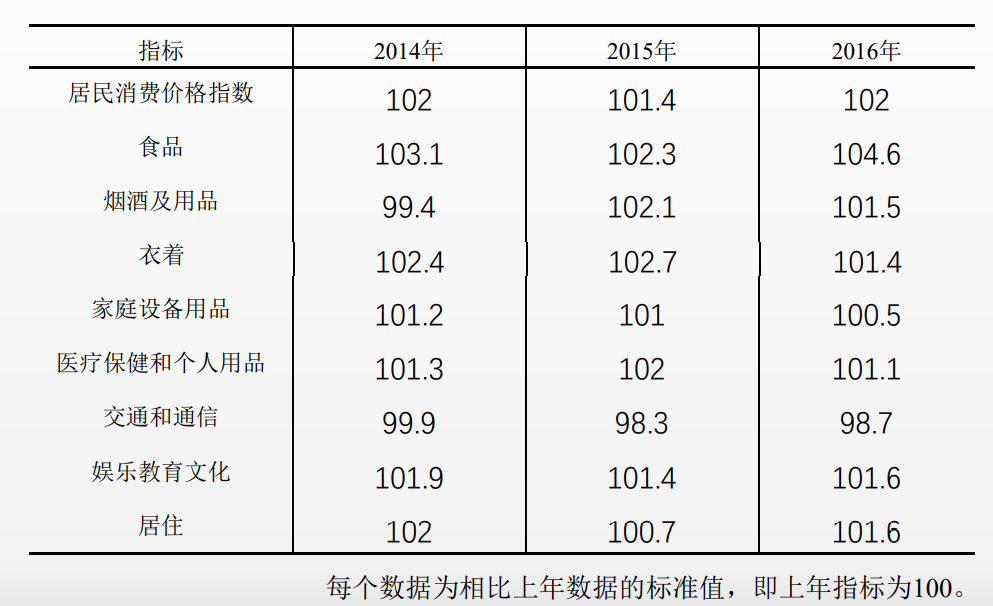 指标 2014年 2015年 2016年
居民消费价格指数 102 101.4 102
食品 103.1 102.3 104.6
烟酒及用品 99.4 102.1 101.5
衣着 102.4 102.7 101.4
家庭设备用品 101.2 101 100.5
医疗保健和个人用品 101.3 102 101.1
交通和通信 99.9 98.3 98.7
娱乐教育文化 101.9 101.4 101.6
居住 102 100.7 101.6
每个数据为相比上年数据的标准值，即上年指标为100。